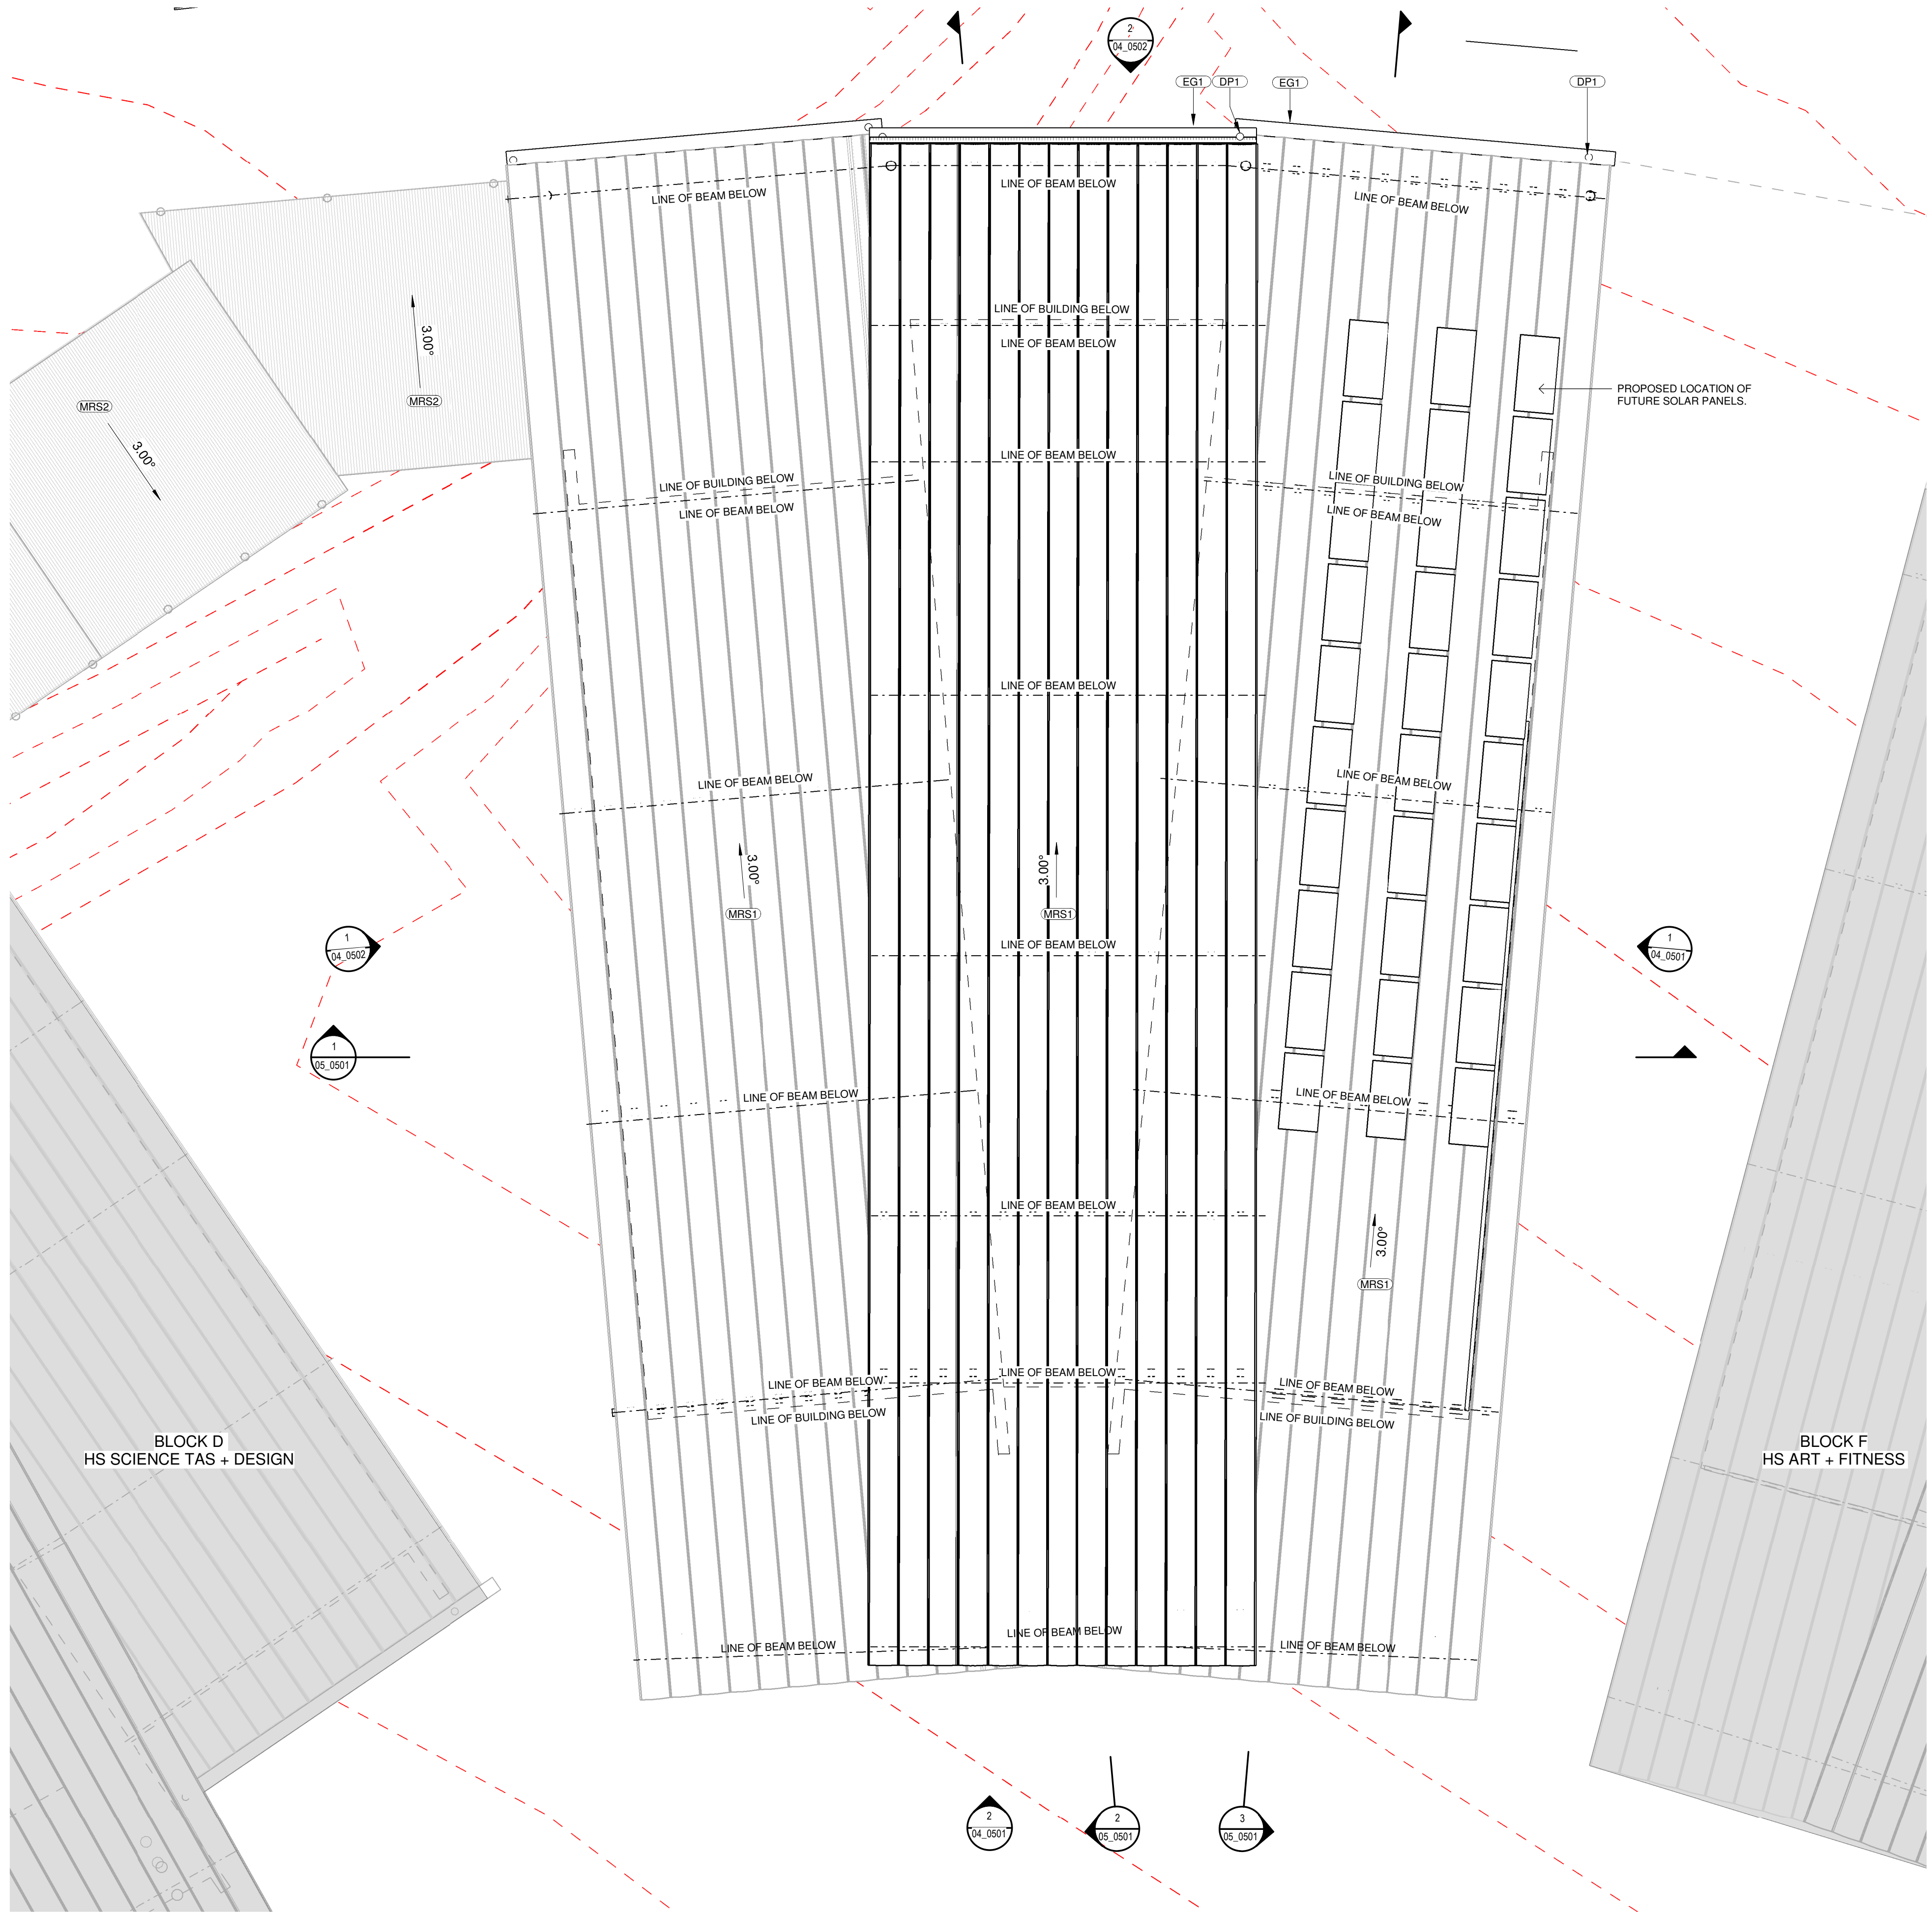 2
04_0502
EG1
DP1
EG1
DP1
LINE OF BEAM BELOW
LINE OF BEAM BELOW
LINE OF BEAM BELOW
LINE OF BUILDING BELOW
LINE OF BEAM BELOW
3.00°
MRS2
MRS2
3.00°
PROPOSED LOCATION OF
FUTURE SOLAR PANELS.
LINE OF BEAM BELOW
LINE OF BUILDING BELOW
LINE OF BEAM BELOW
LINE OF BUILDING BELOW
LINE OF BEAM BELOW
LINE OF BEAM BELOW
LINE OF BEAM BELOW
LINE OF BEAM BELOW
3.00°
MRS1
3.00°
MRS1
LINE OF BEAM BELOW
1
04_0502
1
04_0501
1
05_0501
LINE OF BEAM BELOW
LINE OF BEAM BELOW
LINE OF BEAM BELOW
3.00°
MRS1
LINE OF BEAM BELOW
LINE OF BEAM BELOW
LINE OF BEAM BELOW
LINE OF BUILDING BELOW
LINE OF BUILDING BELOW
BLOCK D
HS SCIENCE TAS + DESIGN
BLOCK F
HS ART + FITNESS
LINE OF BEAM BELOW
LINE OF BEAM BELOW
LINE OF BEAM BELOW
2
04_0501
2
05_0501
3
05_0501